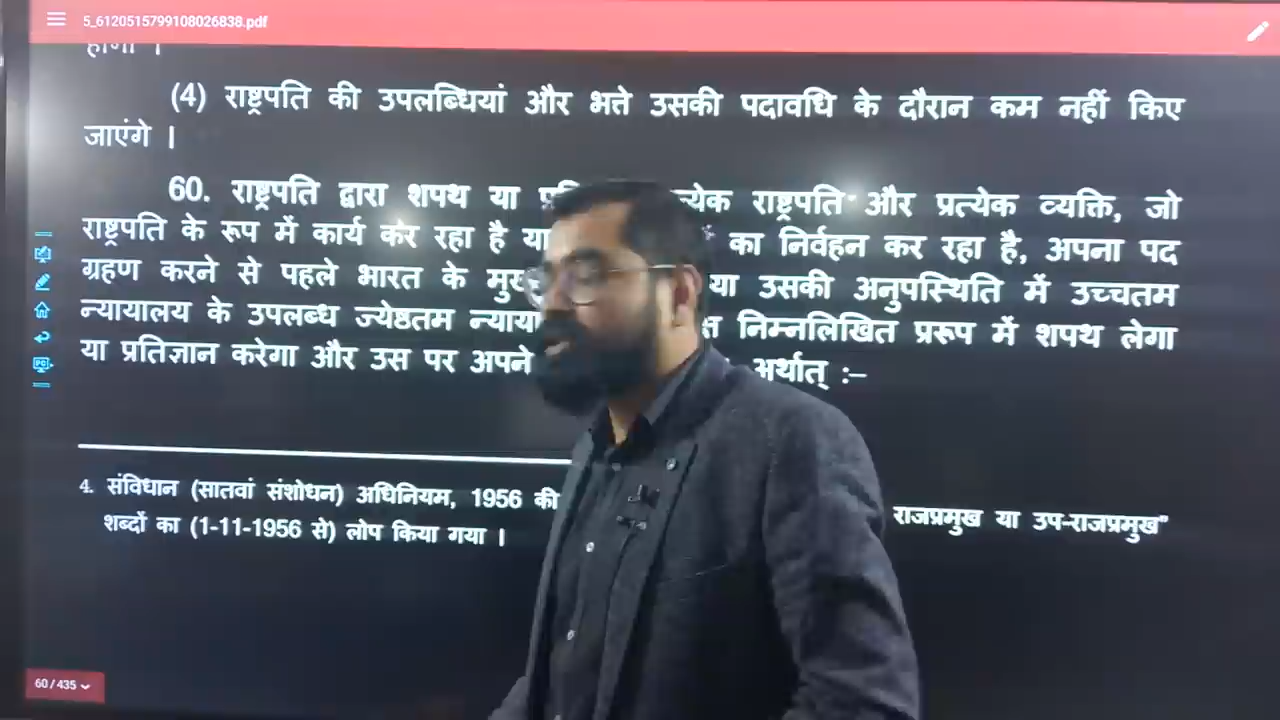 5_6120515799108026838.pdf
होगा ।
(4) राष्ट्रपति की उपलब्धियां और भत्ते उसकी पदावधि के दौरान कम नहीं किए
जाएंगे ।
60. राष्ट्रपति द्वारा शपथ या राष्ट्रपति और प्रत्येक व्यक्ति, जो
राष्ट्रपति के रूप में कार्य कर रहा है या का निर्वहन कर रहा है, अपना पद
ग्रहण करने से पहले भारत के या उसकी अनुपस्थिति में उच्चतम
न्यायालय के उपलब्ध ज्येष्ठतम निम्नलिखित प्ररूप में शपथ लेगा
या प्रतिज्ञान करेगा और उस पर अपने अर्थात् :–
4. संविधान (सातवां संशोधन) अधिनियम, 1956 की राजप्रमुख या उप-राजप्रमुख"
शब्दों का (1-11-1956 से) लोप किया गया ।
60 / 435